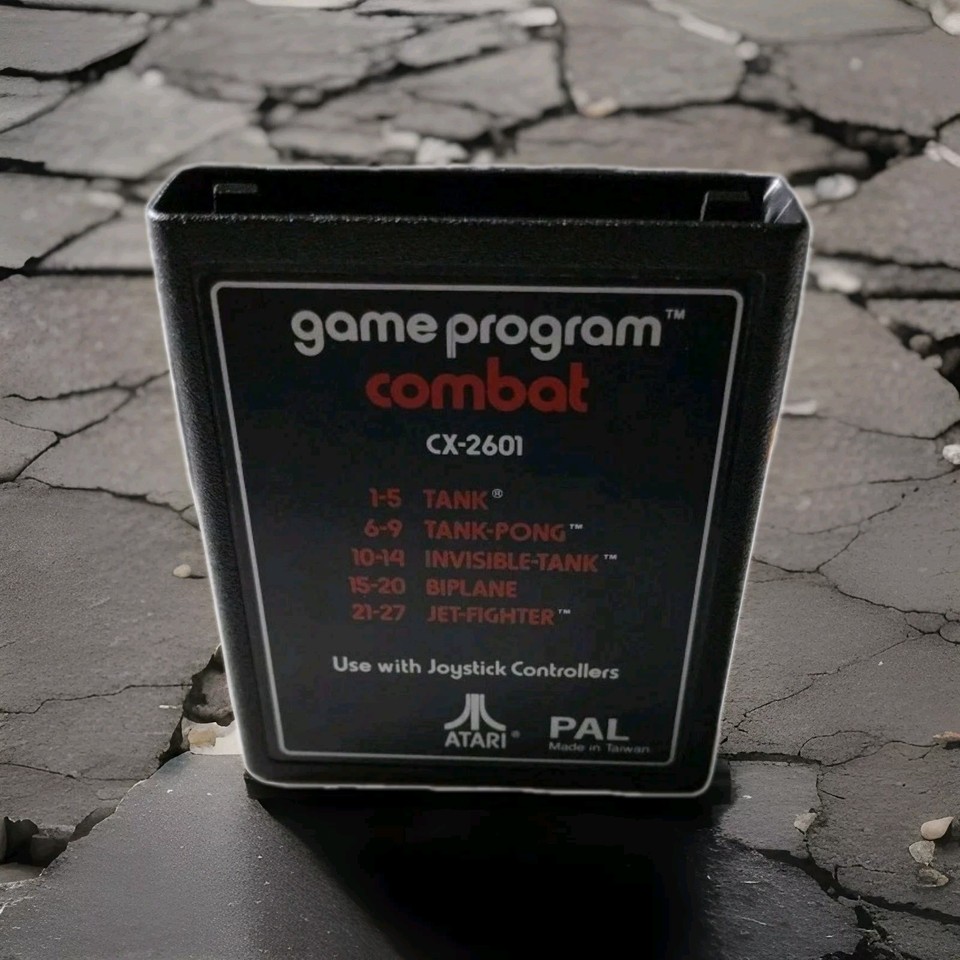 game program™
combat
CX-2601
1-5 TANK®
6-9 TANK-PONG™
10-14 INVISIBLE-TANK™
15-20 BIPLANE
21-27 JET-FIGHTER™
Use with Joystick Controllers
ATARI® PAL
Made in Taiwan